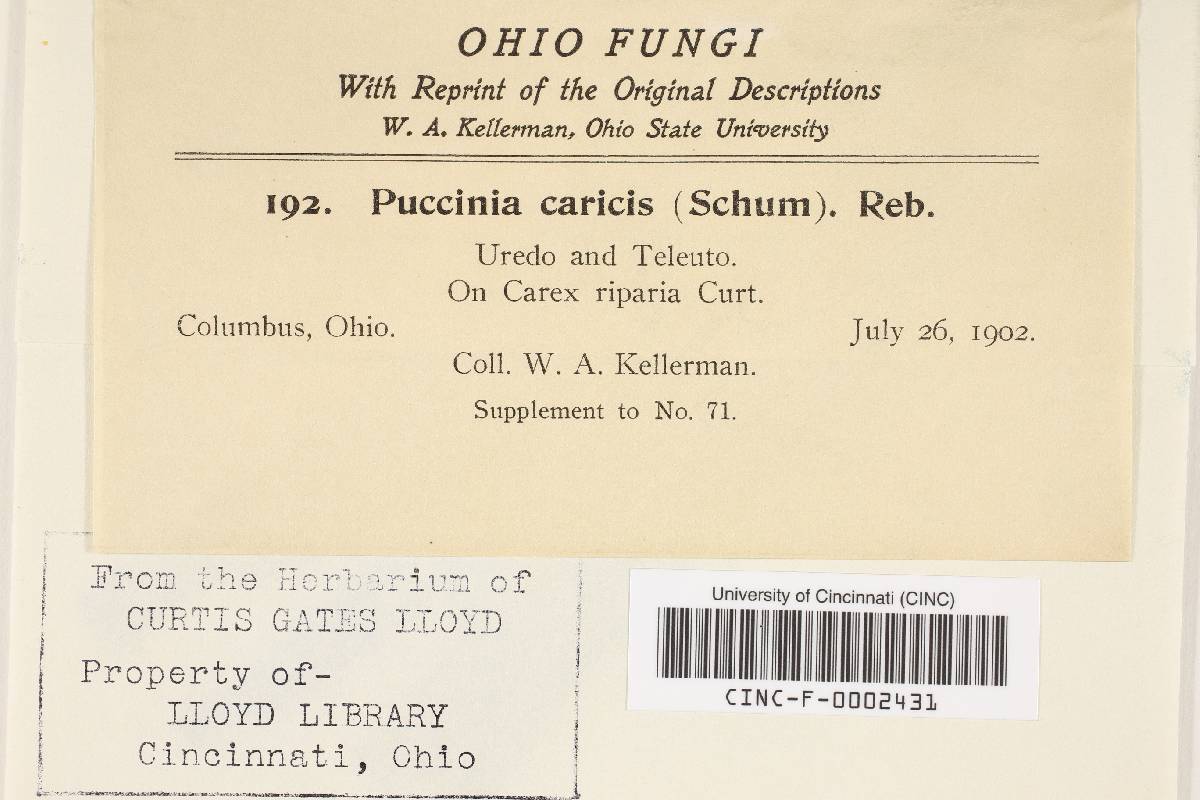 OHIO FUNGI
With Reprint of the Original Descriptions
W. A. Kellerman, Ohio State University
192. Puccinia caricis (Schum). Reb.
Uredo and Teleuto.
On Carex riparia Curt.
Columbus, Ohio. July 26, 1902.
Coll. W. A. Kellerman.
Supplement to No. 71.
From the Herbarium of
CURTIS GATES LLOYD
Property of-
LLOYD LIBRARY
Cincinnati, Ohio
University of Cincinnati (CINC)
CINC-F-0002431